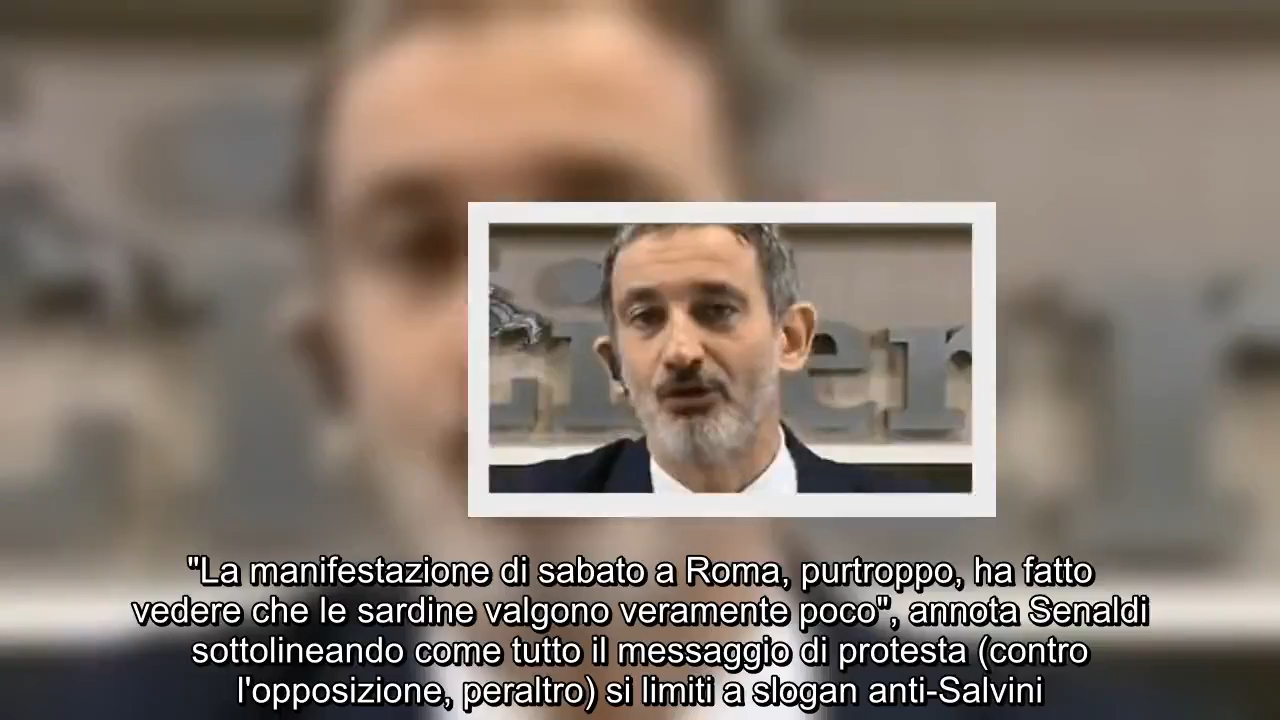 "La manifestazione di sabato a Roma, purtroppo, ha fatto
vedere che le sardine valgono veramente poco", annota Senaldi
sottolineando come tutto il messaggio di protesta (contro
l'opposizione, peraltro) si limiti a slogan anti-Salvini